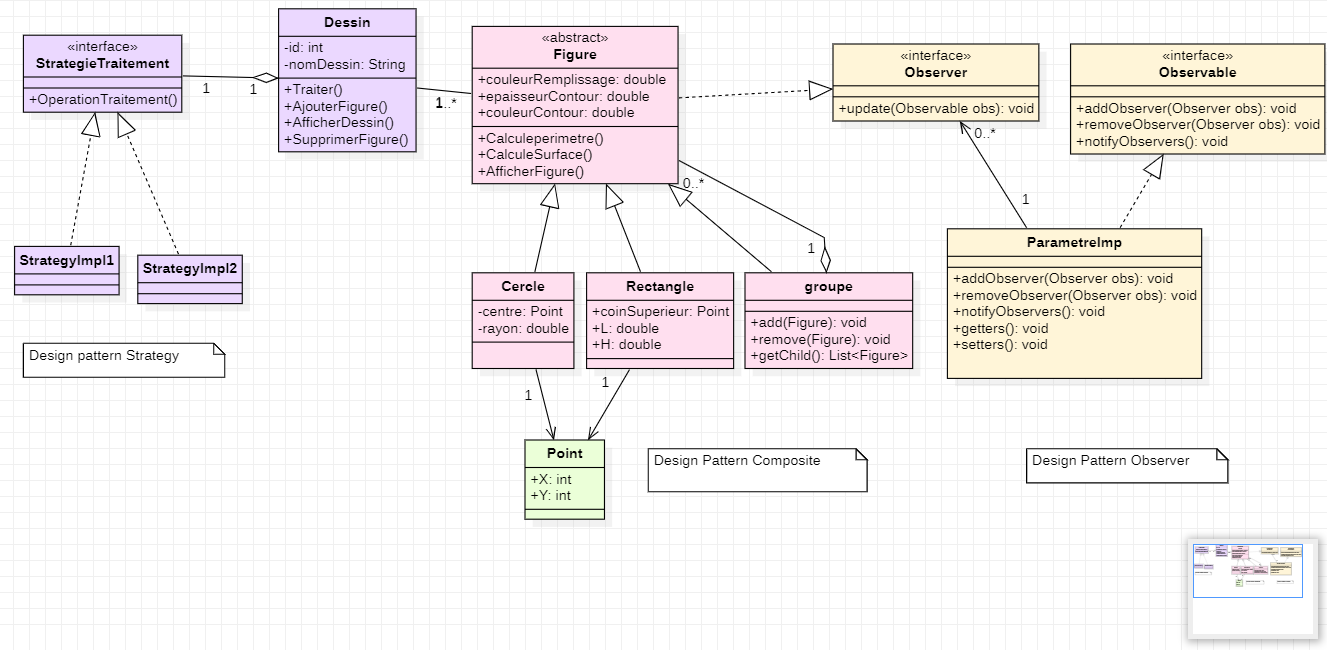 «interface»
StrategieTraitement
+OperationTraitement()
1
1
Dessin
-id: int
-nomDessin: String
+Traiter()
+AjouterFigure()
+AfficherDessin()
+SupprimerFigure()
1..*
«abstract»
Figure
+couleurRemplissage: double
+epaisseurContour: double
+couleurContour: double
+Calculeperimetre()
+CalculeSurface()
+AfficherFigure()
0..*
1
«interface»
Observer
+update(Observable obs): void
0..*
1
«interface»
Observable
+addObserver(Observer obs): void
+removeObserver(Observer obs): void
+notifyObservers(): void
StrategyImpl1
StrategyImpl2
Design pattern Strategy
Cercle
-centre: Point
-rayon: double
1
Rectangle
+coinSuperieur: Point
+L: double
+H: double
1
groupe
+add(Figure): void
+remove(Figure): void
+getChild(): List<Figure>
ParametreImp
+addObserver(Observer obs): void
+removeObserver(Observer obs): void
+notifyObservers(): void
+getters(): void
+setters(): void
Point
+X: int
+Y: int
Design Pattern Composite
Design Pattern Observer